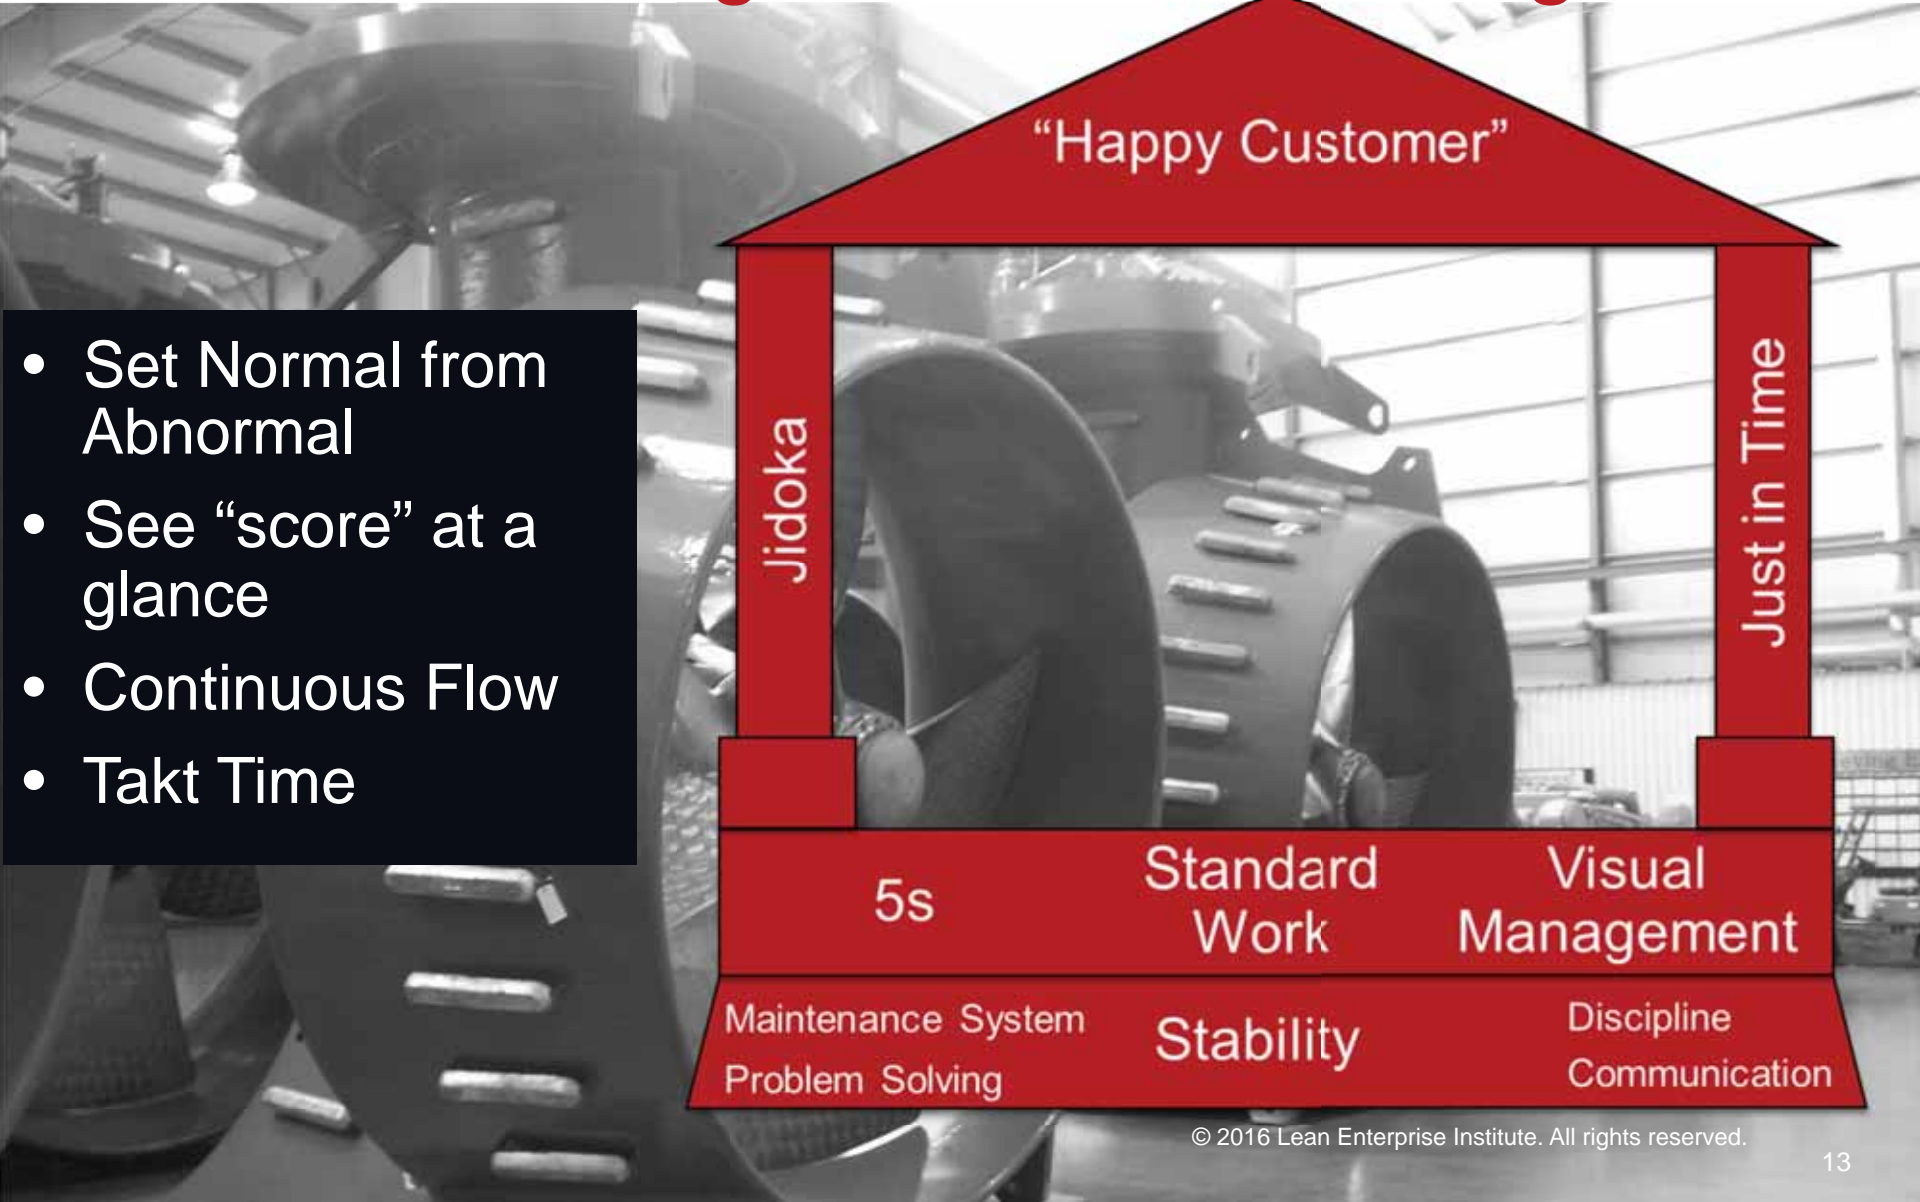 • Set Normal from
Abnormal
• See “score” at a
glance
• Continuous Flow
• Takt Time
“Happy Customer”
Jidoka
Just in Time
5s
Standard
Work
Visual
Management
Maintenance System
Problem Solving
Stability
Discipline
Communication
© 2016 Lean Enterprise Institute. All rights reserved.
13